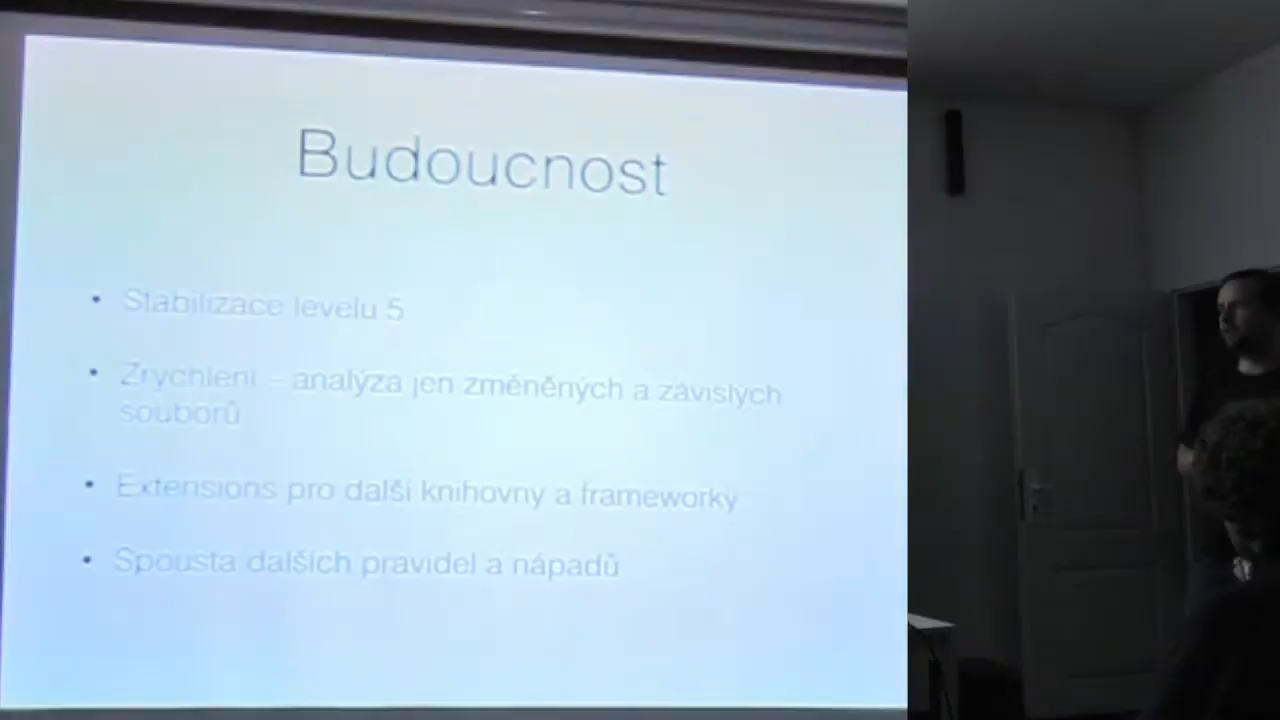 Budoucnost
• Stabilizace levelu 5
• Zrychlení – analýza jen změněných a závislých
souborů
• Extensions pro další knihovny a frameworky
• Spousta dalších pravidel a nápadů